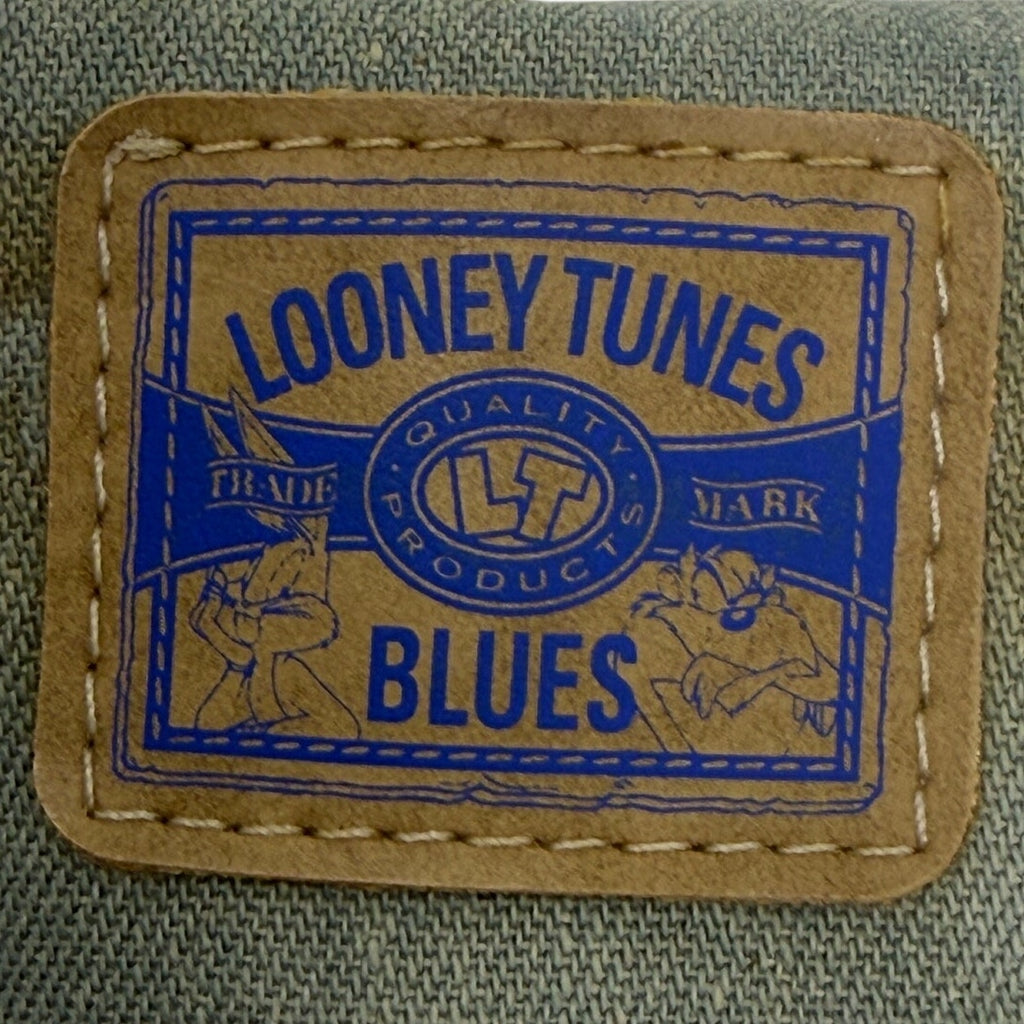 LOONEY TUNES
· QUALITY ·
TRADE
LT
MARK
PRODUCTS
BLUES